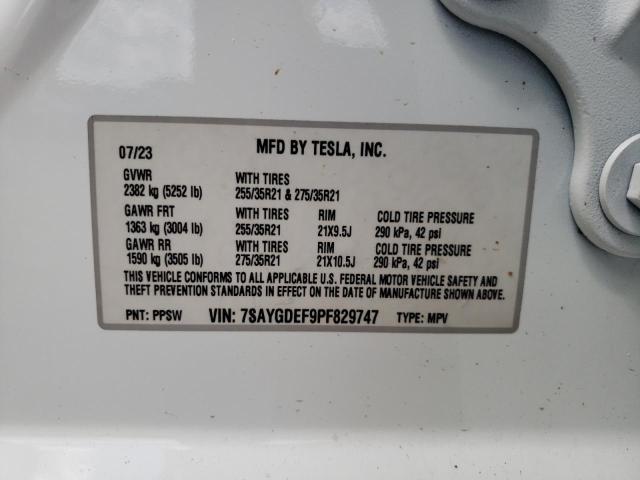 07/23 MFD BY TESLA, INC.
GVWR WITH TIRES
2382 kg (5252 lb) 255/35R21 & 275/35R21
GAWR FRT WITH TIRES RIM COLD TIRE PRESSURE
1363 kg (3004 lb) 255/35R21 21X9.5J 290 kPa, 42 psi
GAWR RR WITH TIRES RIM COLD TIRE PRESSURE
1590 kg (3505 lb) 275/35R21 21X10.5J 290 kPa, 42 psi
THIS VEHICLE CONFORMS TO ALL APPLICABLE U.S. FEDERAL MOTOR VEHICLE SAFETY AND
THEFT PREVENTION STANDARDS IN EFFECT ON THE DATE OF MANUFACTURE SHOWN ABOVE.
PNT: PPSW VIN: 7SAYGDEF9PF829747 TYPE: MPV